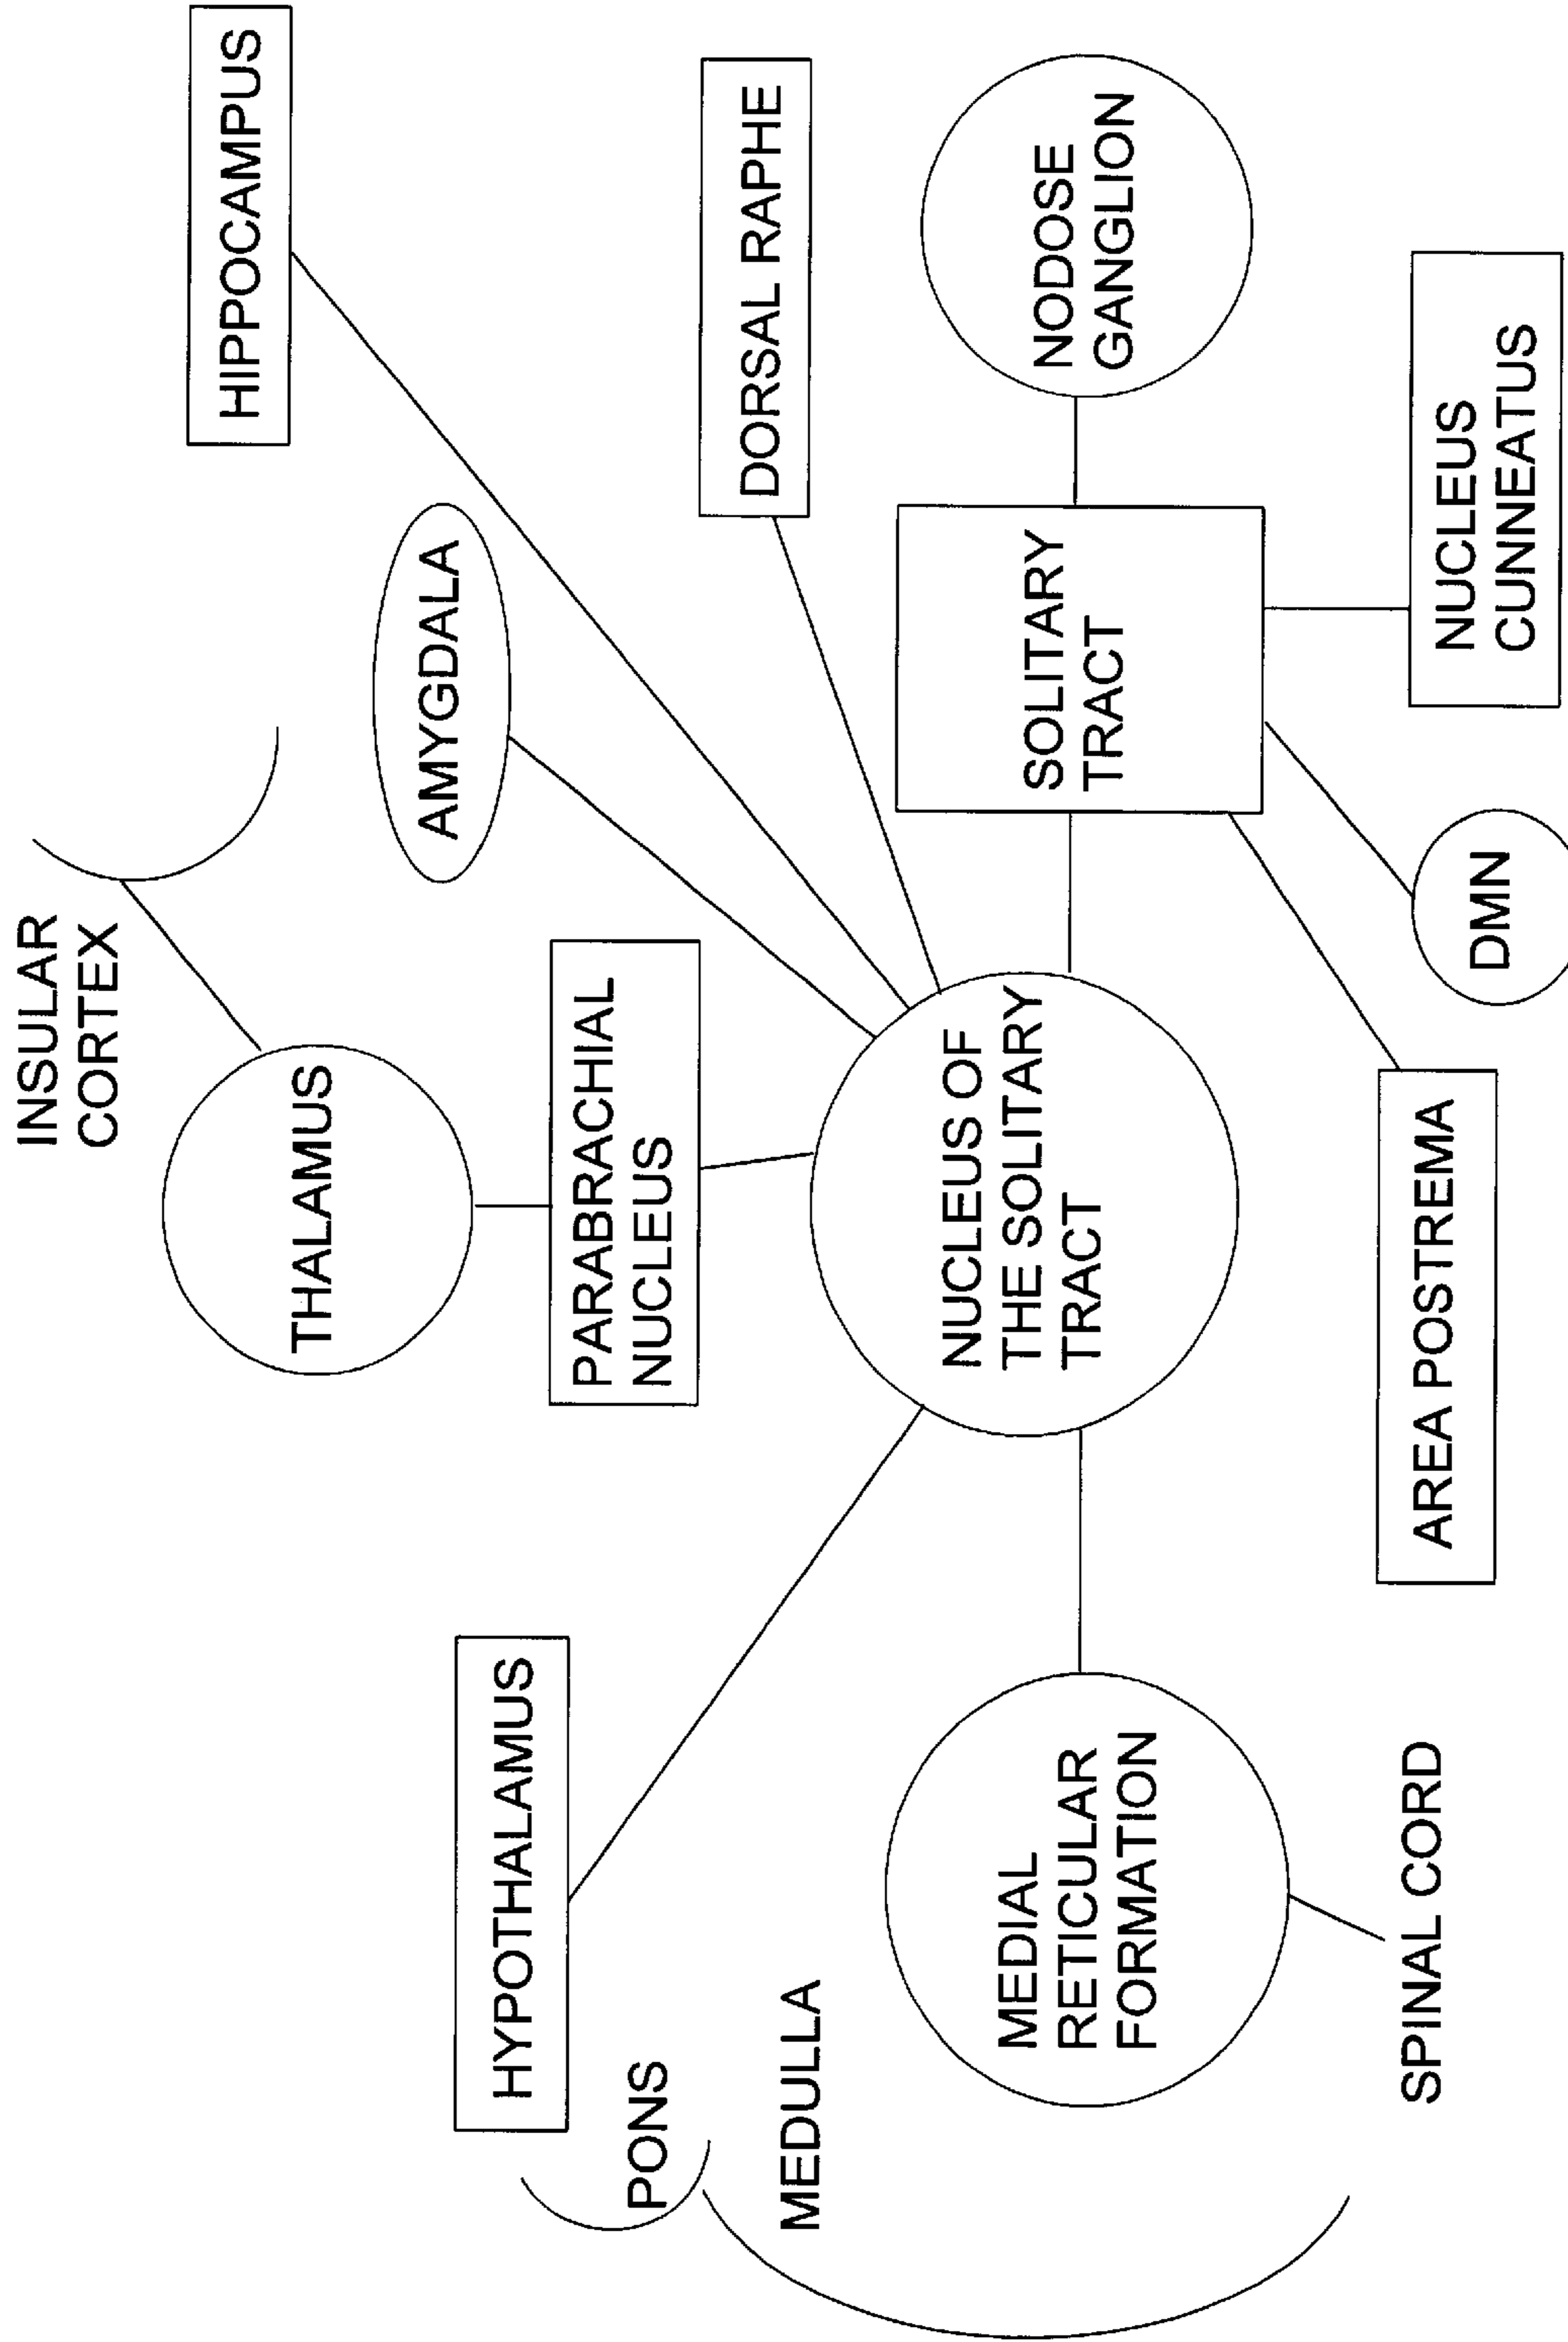 INSULAR
CORTEX
HIPPOCAMPUS
THALAMUS
AMYGDALA
HYPOTHALAMUS
PARABRACHIAL
NUCLEUS
PONS
DORSAL RAPHE
MEDULLA
NUCLEUS OF
THE SOLITARY
TRACT
SOLITARY
TRACT
NODOSE
GANGLION
MEDIAL
RETICULAR
FORMATION
SPINAL CORD
AREA POSTREMA
DMN
NUCLEUS
CUNNEATUS